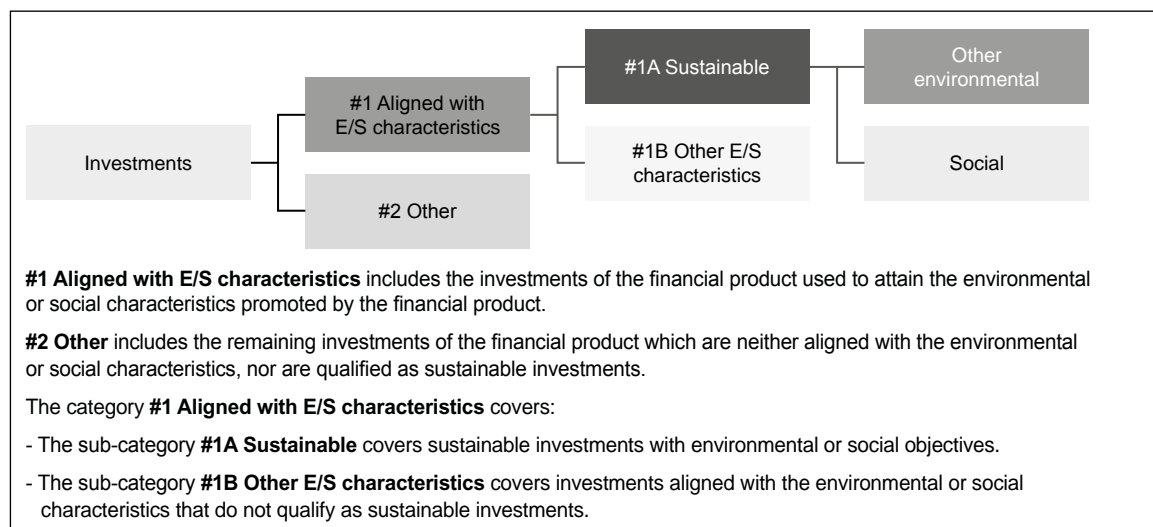 Investments
#1 Aligned with
E/S characteristics
#2 Other
#1A Sustainable
#1B Other E/S
characteristics
Other
environmental
Social
#1 Aligned with E/S characteristics includes the investments of the financial product used to attain the environmental
or social characteristics promoted by the financial product.
#2 Other includes the remaining investments of the financial product which are neither aligned with the environmental
or social characteristics, nor are qualified as sustainable investments.
The category #1 Aligned with E/S characteristics covers:
- The sub-category #1A Sustainable covers sustainable investments with environmental or social objectives.
- The sub-category #1B Other E/S characteristics covers investments aligned with the environmental or social
characteristics that do not qualify as sustainable investments.